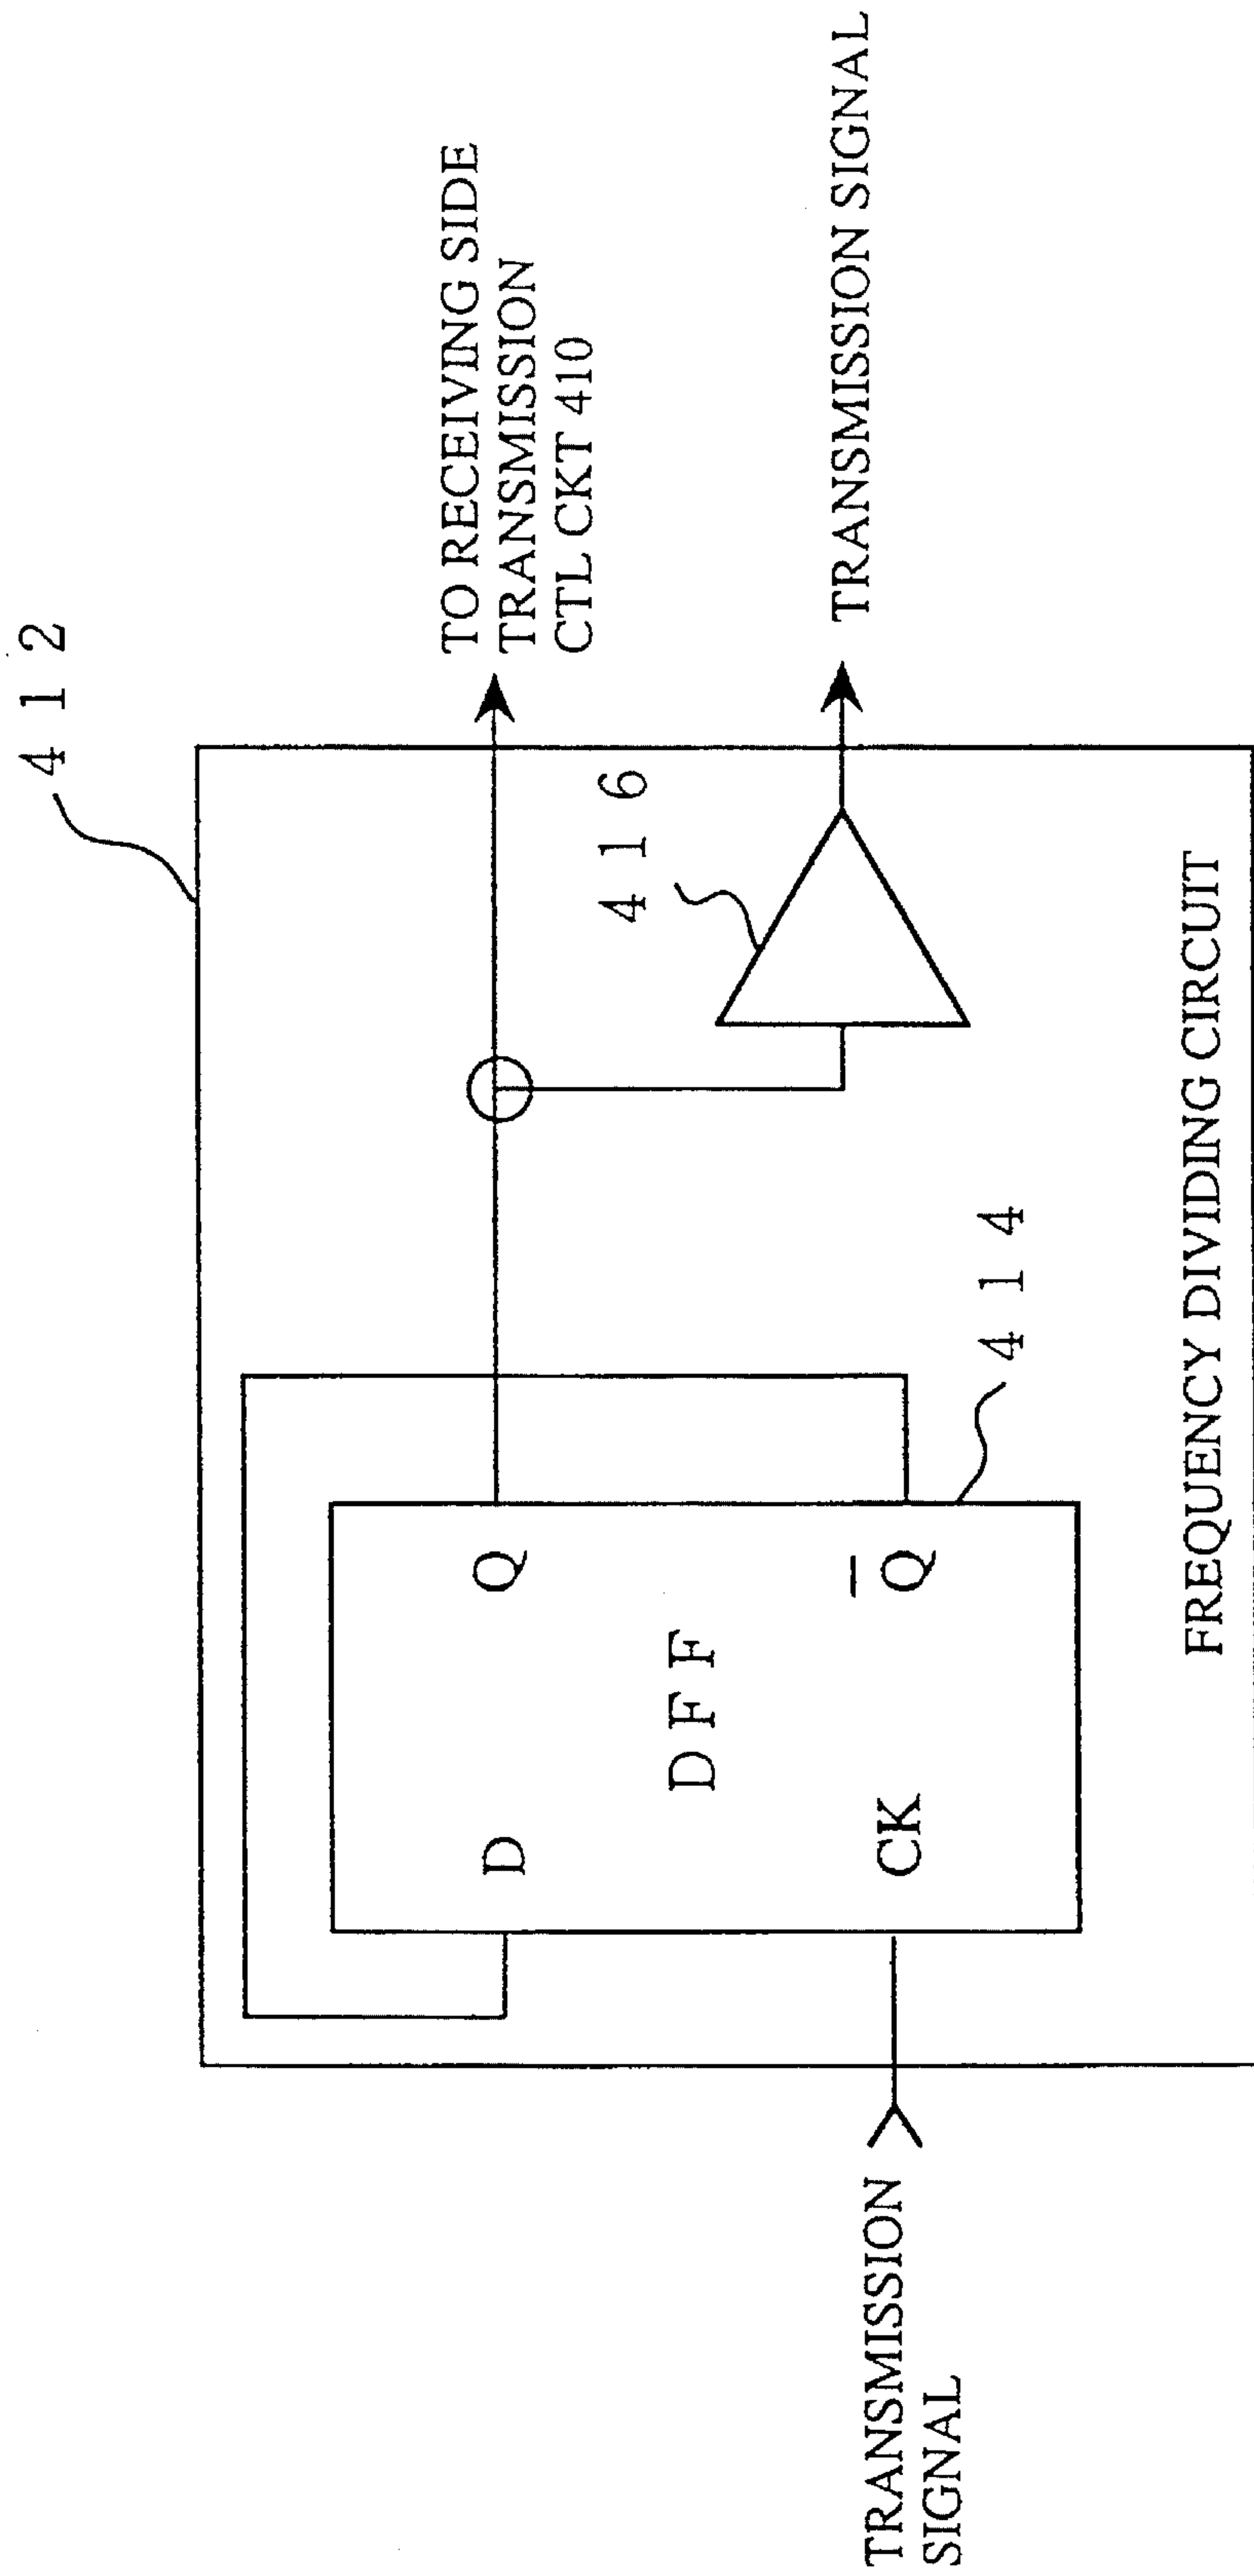 4 1 2
TO RECEIVING SIDE
TRANSMISSION
CTL CKT 410
4 1 6
TRANSMISSION SIGNAL
D
Q
D F F
CK
Q̅
4 1 4
TRANSMISSION
SIGNAL
FREQUENCY DIVIDING CIRCUIT